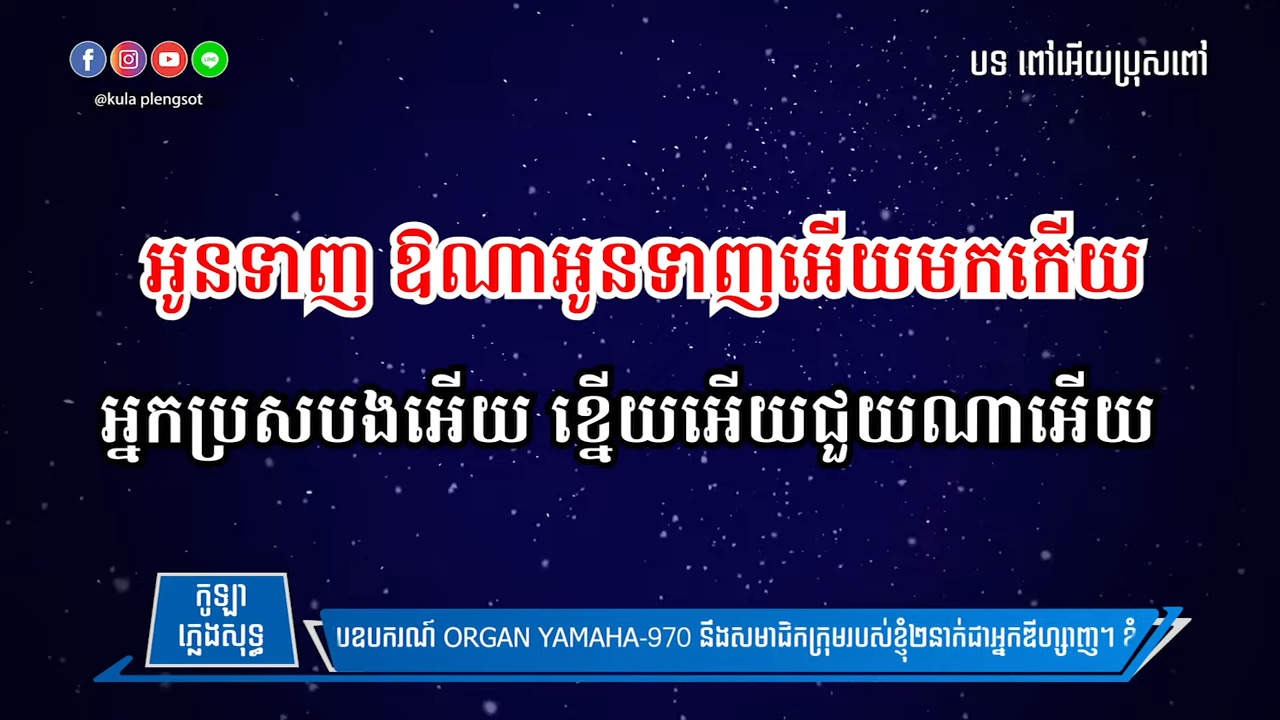 បទ ពៅអើយប្រុសពៅ
@kula plengsot
អូនទាញ ឱណាអូនទាញអើយមកកើយ
អ្នកប្រសបងអើយ ខ្នើយអើយជួយណាអើយ
កូឡា
ភ្លេងសុទ្ធ
បឧបករណ៍ ORGAN YAMAHA-970 នឹងសមាជិកក្រុមរបស់ខ្ញុំ២នាក់ជាអ្នកឌីហ្សាញៗ